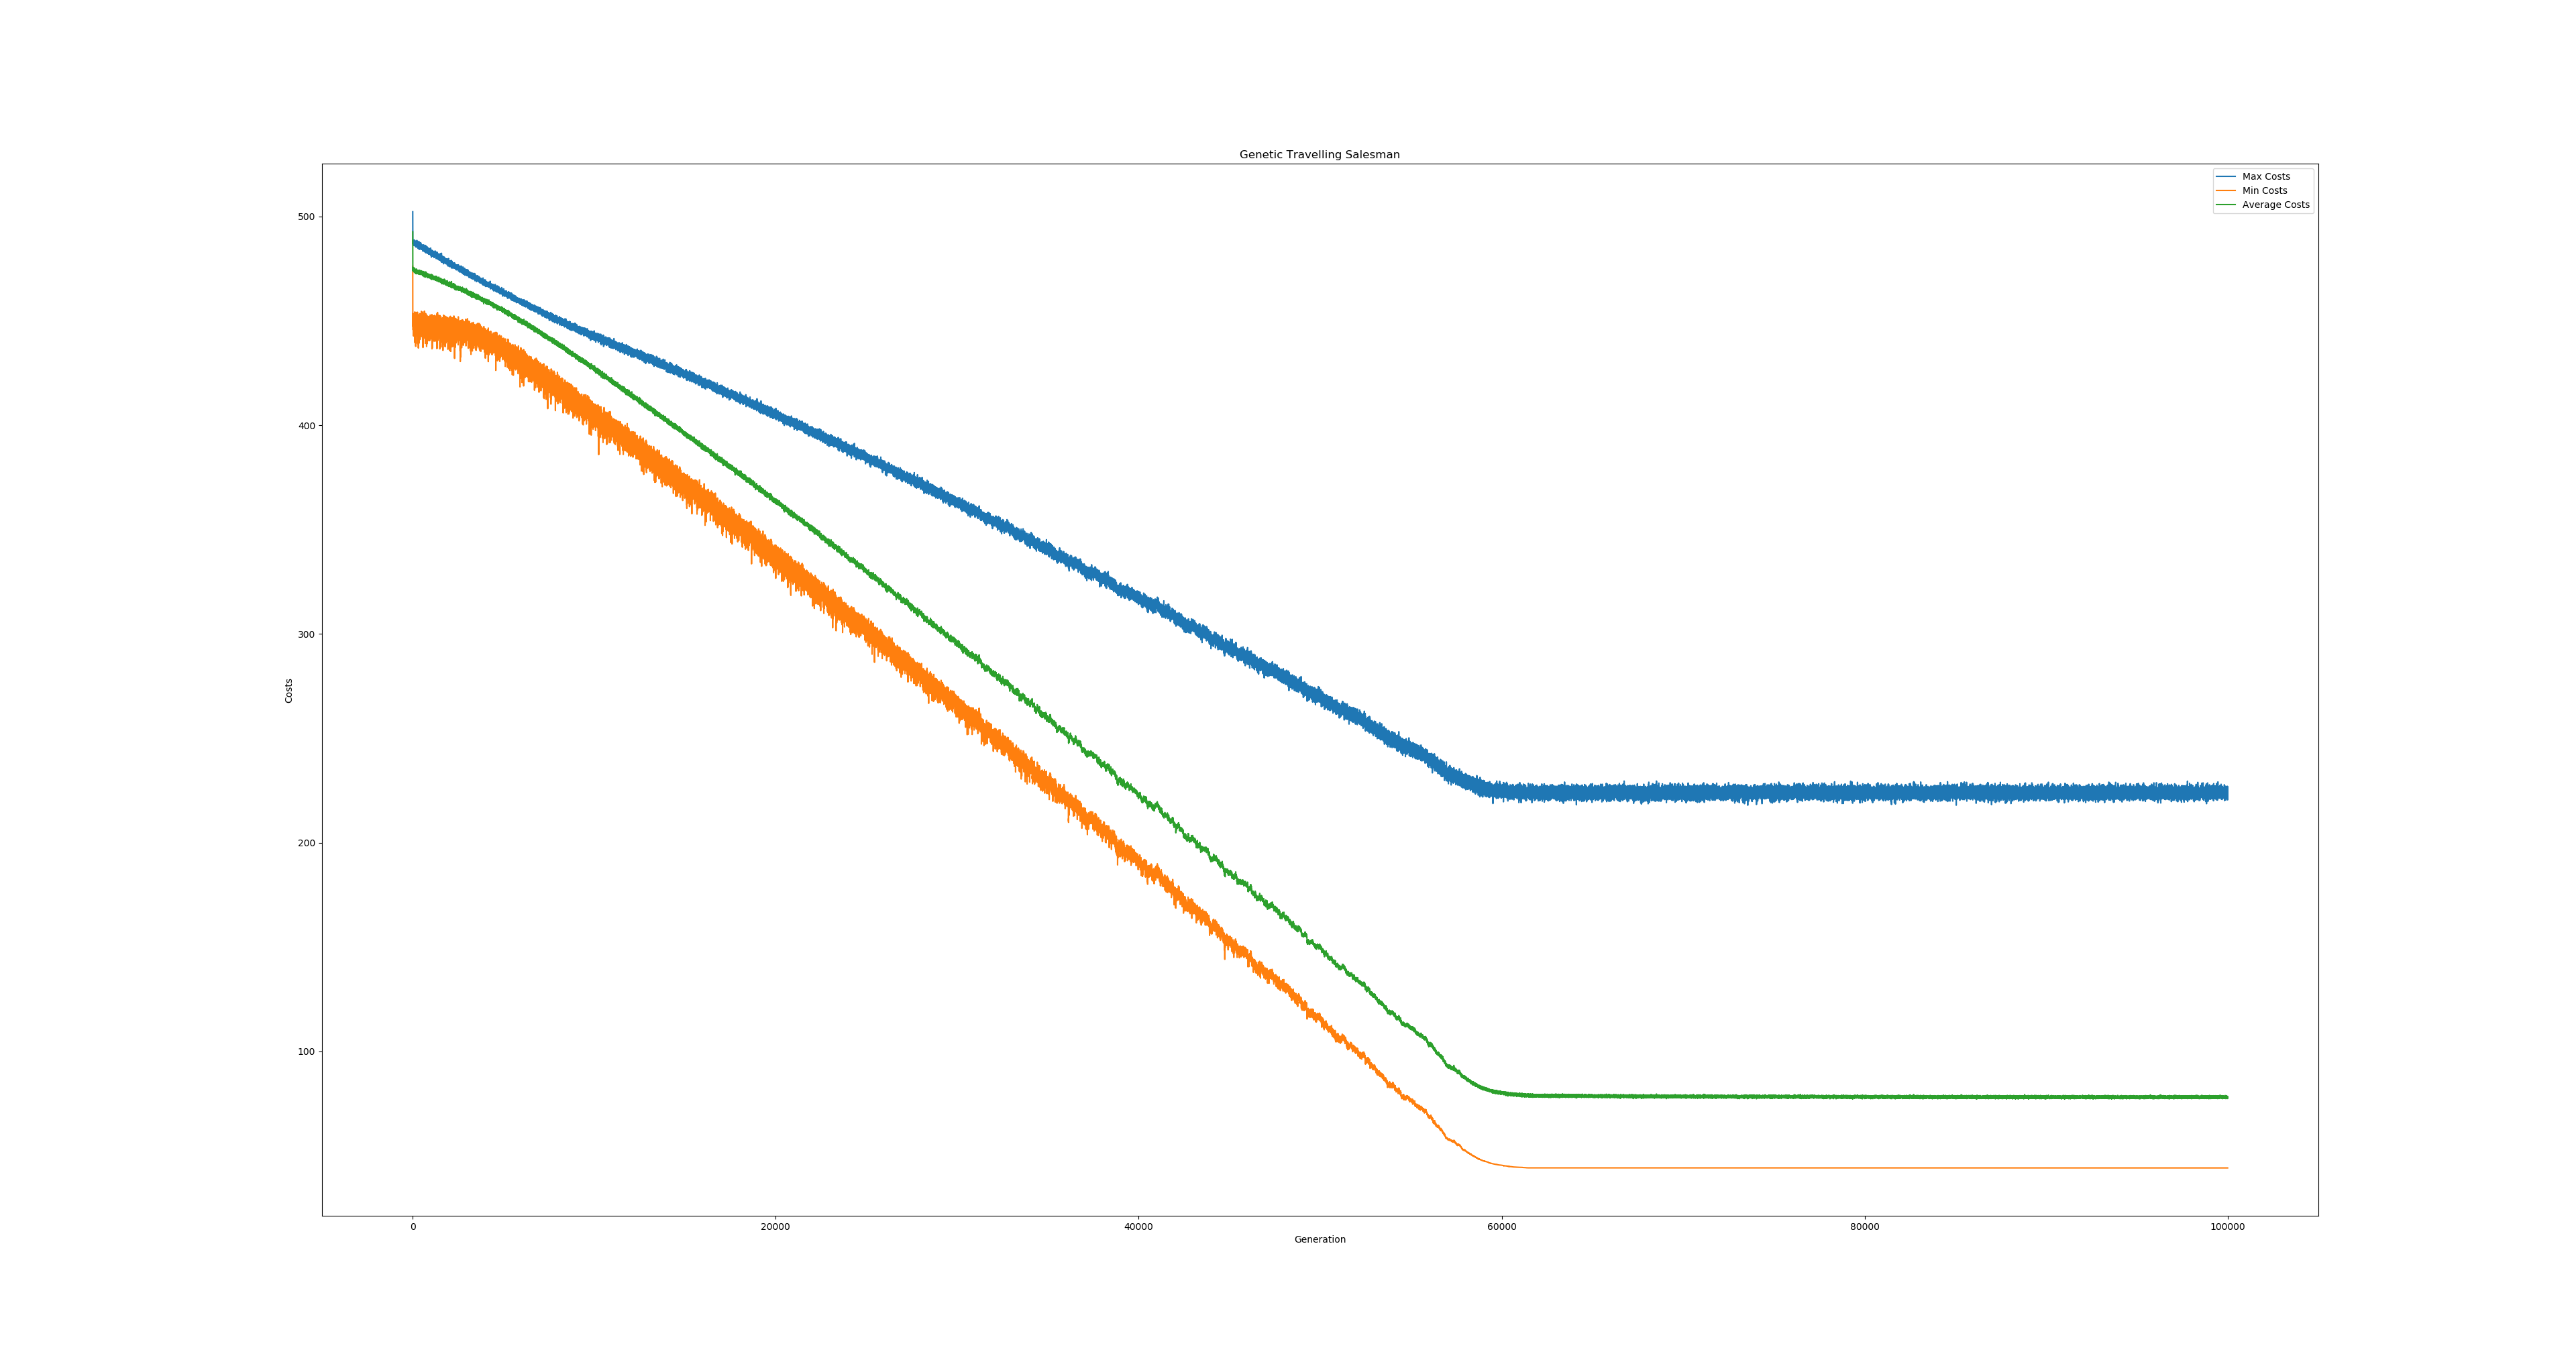 Genetic Travelling Salesman
Max Costs
Min Costs
Average Costs
500
400
300
200
100
Costs
0 20000 40000 60000 80000 100000
Generation